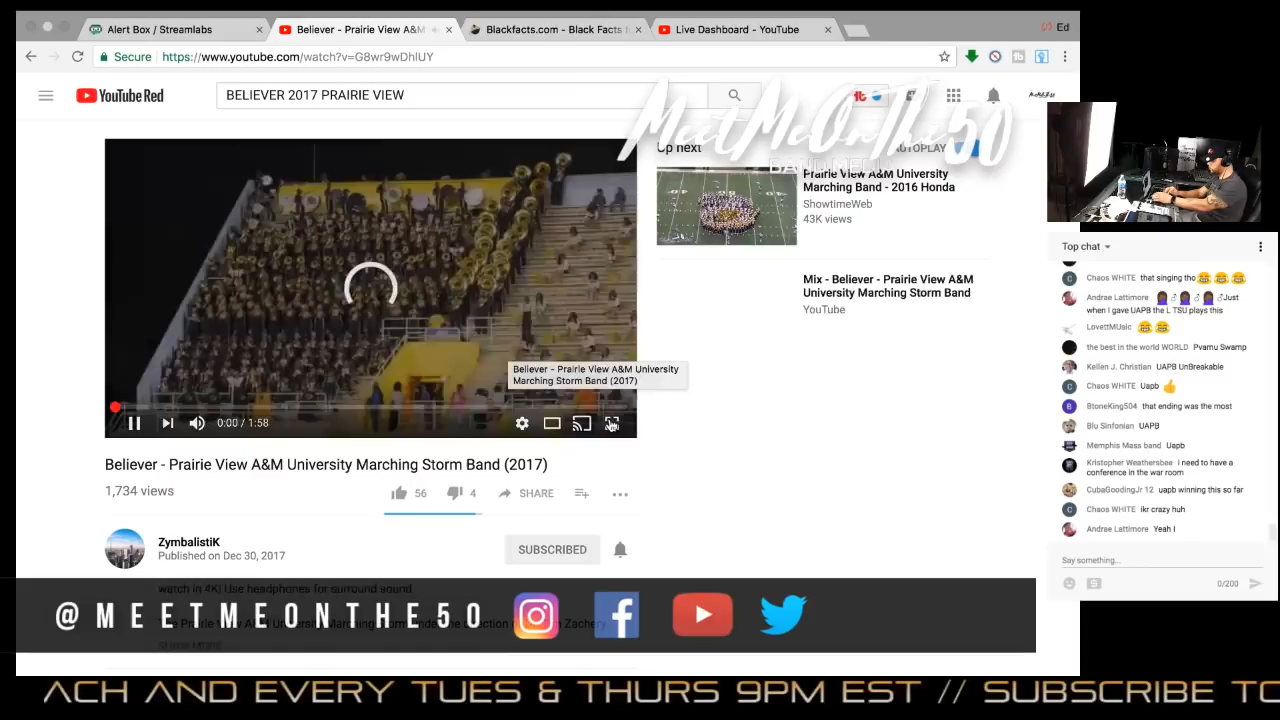 Alert Box / Streamlabs
Believer - Prairie View A&M
Blackfacts.com - Black Facts
Live Dashboard - YouTube
Ed
Secure
https://www.youtube.com/watch?v=G8wr9wDhlUY
YouTube Red
BELIEVER 2017 PRAIRIE VIEW
MeetMeOnThe50
BAND MEDIA
Up next
AUTOPLAY
Prairie View A&M University
Marching Band - 2016 Honda
ShowtimeWeb
43K views
Mix - Believer - Prairie View A&M
University Marching Storm Band
YouTube
Believer - Prairie View A&M University
Marching Storm Band (2017)
0:00 / 1:58
Believer - Prairie View A&M University Marching Storm Band (2017)
1,734 views
56
4
SHARE
ZymbalistiK
Published on Dec 30, 2017
SUBSCRIBED
watch in 4K! Use headphones for surround sound.
@MEETMEONTHE50
Top chat
Chaos WHITE that singing tho😂😂😂
Andrae Lattimore 🤷🏾‍♂🤷🏾‍♂🤷🏾‍♂Just
when I gave UAPB the L TSU plays this
LovettMUsic 😂😂
the best in the world WORLD Pvamu Swamp
Kellen J. Christian UAPB UnBreakable
Chaos WHITE Uapb 👍
BtoneKing504 that ending was the most
Blu Sinfonian UAPB
Memphis Mass band Uapb
Kristopher Weathersbee i need to have a
conference in the war room
CubaGoodingJr 12 uapb winning this so far
Chaos WHITE ikr crazy huh
Andrae Lattimore Yeah I
Say something...
0/200
ACH AND EVERY TUES & THURS 9PM EST // SUBSCRIBE TO